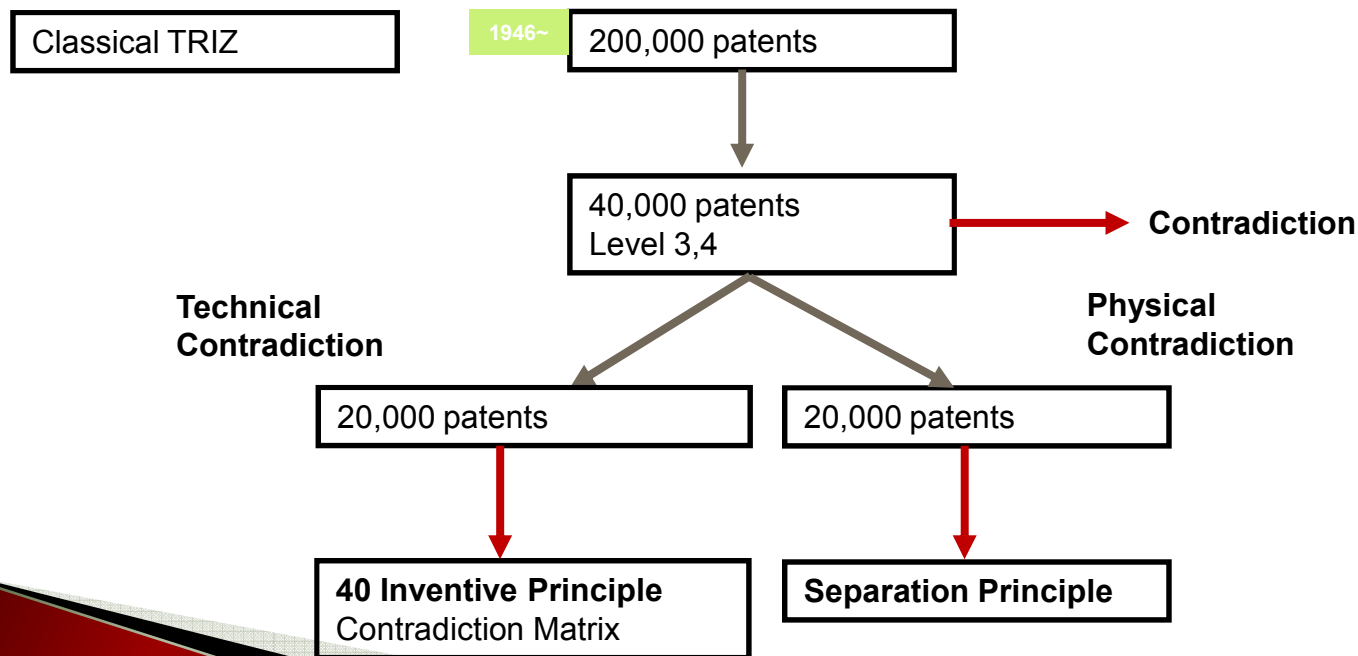 Classical TRIZ
1946~
200,000 patents
40,000 patents
Level 3,4
Contradiction
Technical
Contradiction
Physical
Contradiction
20,000 patents
20,000 patents
40 Inventive Principle
Contradiction Matrix
Separation Principle